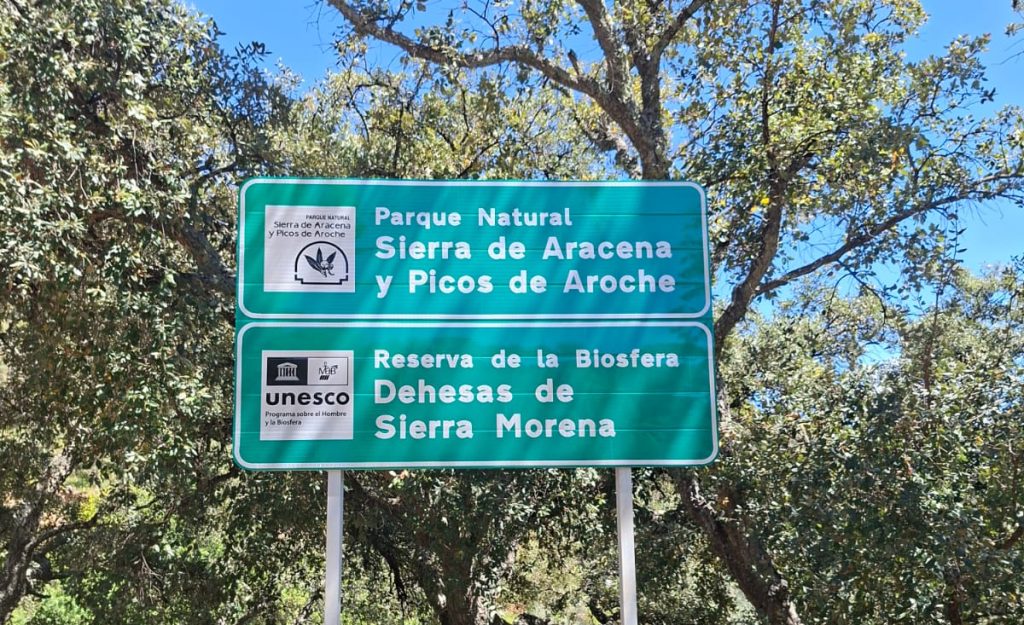 PARQUE NATURAL
Sierra de Aracena
y Picos de Aroche
Parque Natural
Sierra de Aracena
y Picos de Aroche
MAB
unesco
Programa sobre el Hombre
y la Biosfera
Reserva de la Biosfera
Dehesas de
Sierra Morena